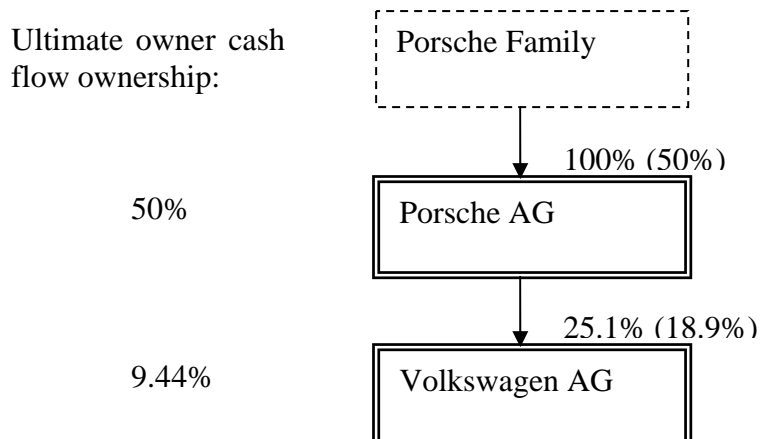 Ultimate owner cash
flow ownership:
Porsche Family
100% (50%)
50%
Porsche AG
25.1% (18.9%)
9.44%
Volkswagen AG